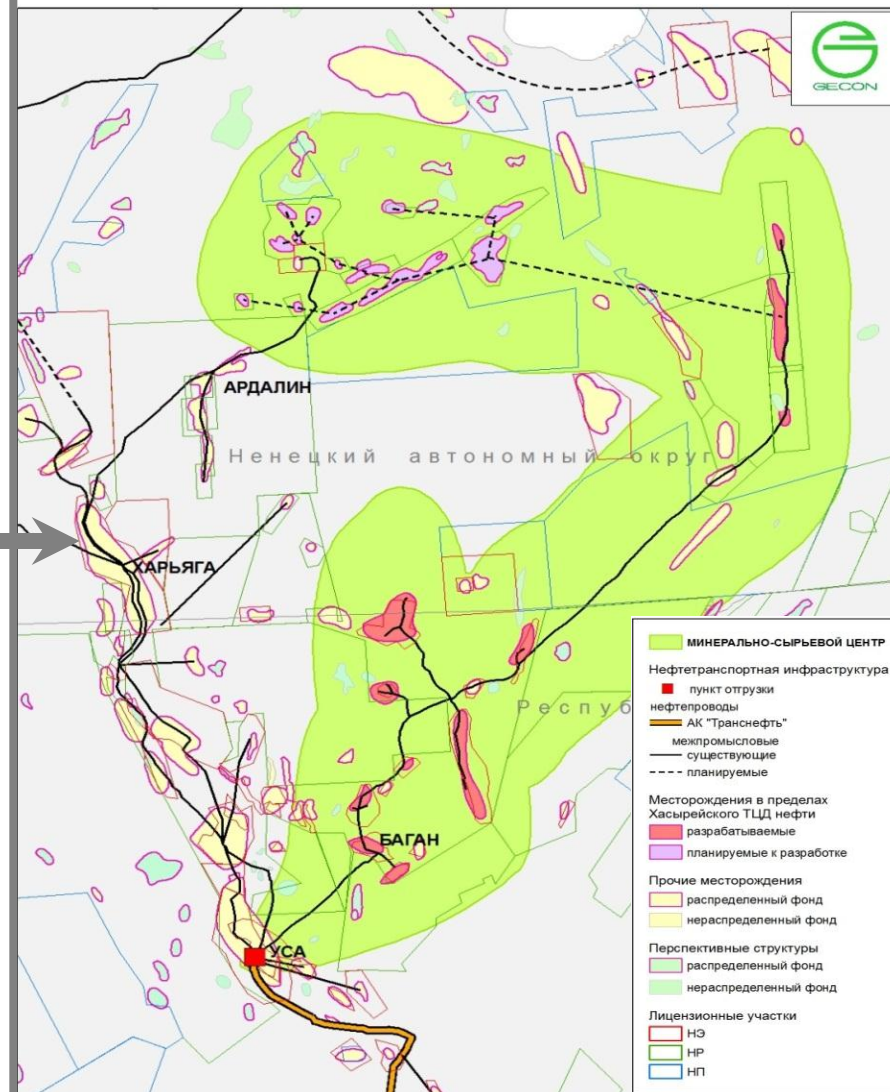 GECON
АРДАЛИН
Ненецкий автономный округ
ХАРЬЯГА
Респуб
БАГАН
УСА
МИНЕРАЛЬНО-СЫРЬЕВОЙ ЦЕНТР
Нефтетранспортная инфраструктура
пункт отгрузки
нефтепроводы
АК "Транснефть"
межпромысловые
существующие
планируемые
Месторождения в пределах
Хасырейского ТЦД нефти
разрабатываемые
планируемые к разработке
Прочие месторождения
распределенный фонд
нераспределенный фонд
Перспективные структуры
распределенный фонд
нераспределенный фонд
Лицензионные участки
НЭ
НР
НП